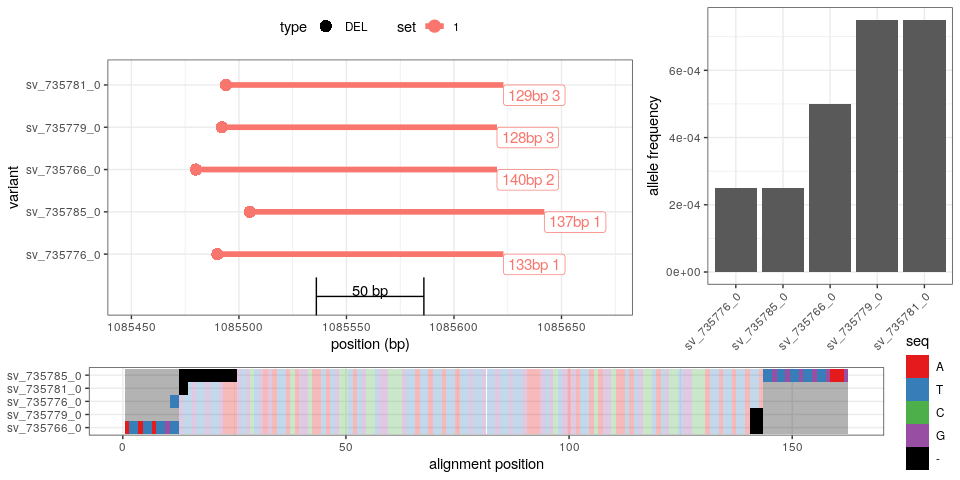 type DEL set 1
variant
sv_735781_0
129bp 3
sv_735779_0
128bp 3
sv_735766_0
140bp 2
sv_735785_0
137bp 1
sv_735776_0
133bp 1
50 bp
1085450 1085500 1085550 1085600 1085650
position (bp)
allele frequency
6e-04
4e-04
2e-04
0e+00
sv_735776_0 sv_735785_0 sv_735766_0 sv_735779_0 sv_735781_0
sv_735785_0
sv_735781_0
sv_735776_0
sv_735779_0
sv_735766_0
0 50 100 150
alignment position
seq
A
T
C
G
-